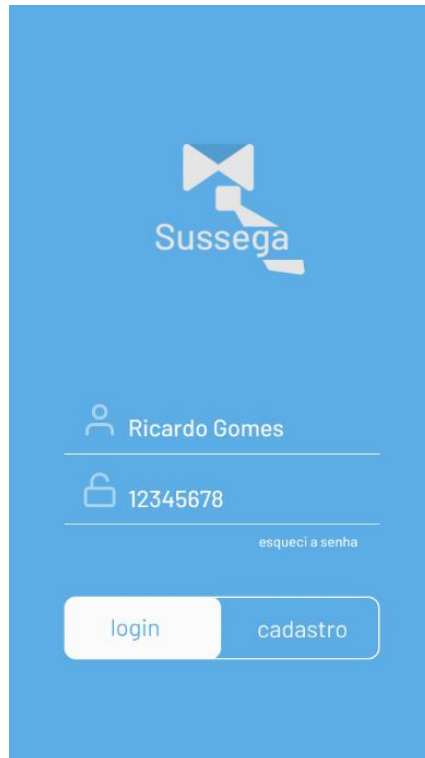 Sussega
Ricardo Gomes
12345678
esqueci a senha
login cadastro